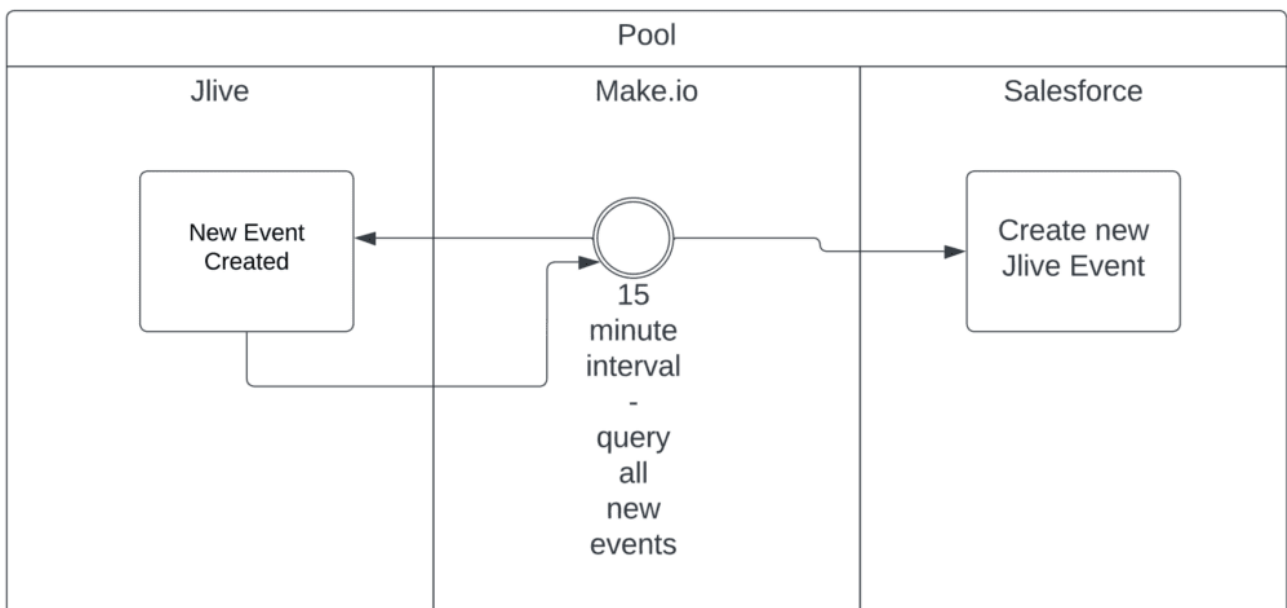 Pool
Jlive
Make.io
Salesforce
New Event
Created
15
minute
interval
-
query
all
new
events
Create new
Jlive Event